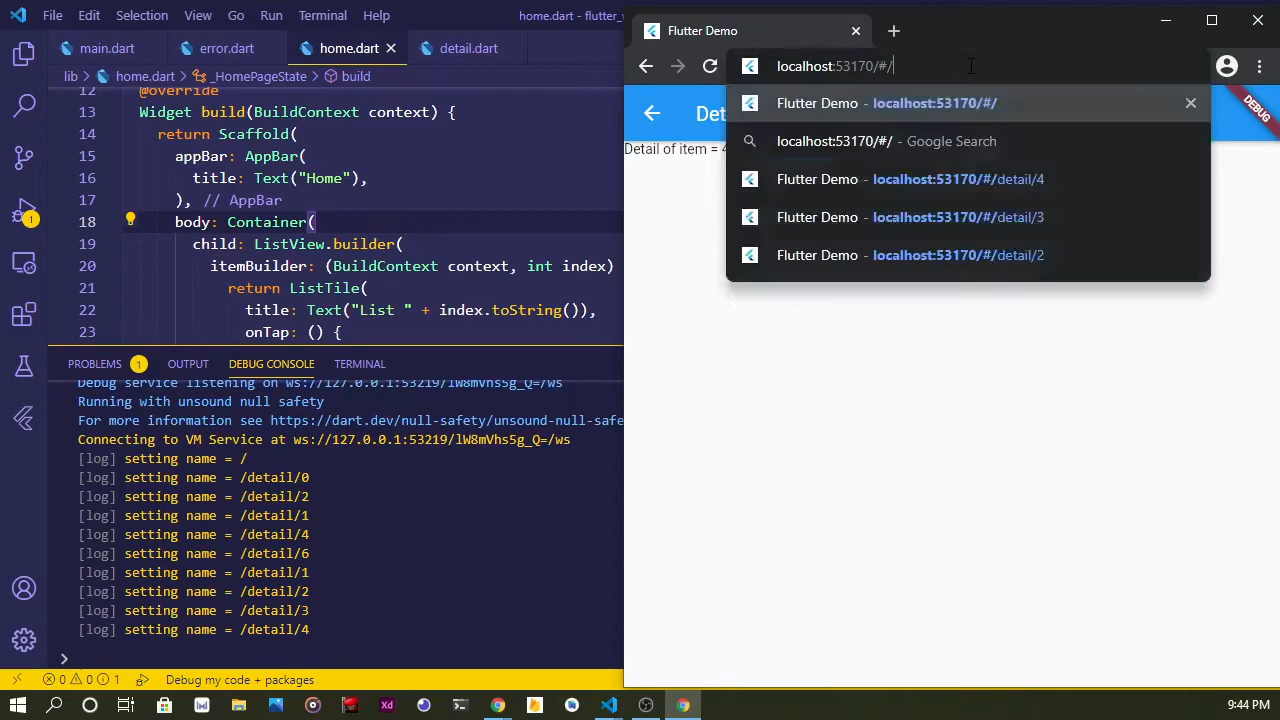 File Edit Selection View Go Run Terminal Help home.dart - flutter_
main.dart error.dart home.dart detail.dart
lib > home.dart > _HomePageState > build
12 @override
13 Widget build(BuildContext context) {
14 return Scaffold(
15 appBar: AppBar(
16 title: Text("Home"),
17 ), // AppBar
18 body: Container(
19 child: ListView.builder(
20 itemBuilder: (BuildContext context, int index)
21 return ListTile(
22 title: Text("List " + index.toString()),
23 onTap: () {
PROBLEMS 1 OUTPUT DEBUG CONSOLE TERMINAL
Debug service listening on ws://127.0.0.1:53219/lW8mVhs5g_Q=/ws
Running with unsound null safety
For more information see https://dart.dev/null-safety/unsound-null-safe
Connecting to VM Service at ws://127.0.0.1:53219/lW8mVhs5g_Q=/ws
[log] setting name = /
[log] setting name = /detail/0
[log] setting name = /detail/2
[log] setting name = /detail/1
[log] setting name = /detail/4
[log] setting name = /detail/6
[log] setting name = /detail/1
[log] setting name = /detail/2
[log] setting name = /detail/3
[log] setting name = /detail/4
>
1
0 0 1 Debug my code + packages
Flutter Demo
localhost:53170/#/
Flutter Demo - localhost:53170/#/
localhost:53170/#/ - Google Search
Flutter Demo - localhost:53170/#/detail/4
Flutter Demo - localhost:53170/#/detail/3
Flutter Demo - localhost:53170/#/detail/2
Det
DEBUG
Detail of item = 4
Xd
9:44 PM